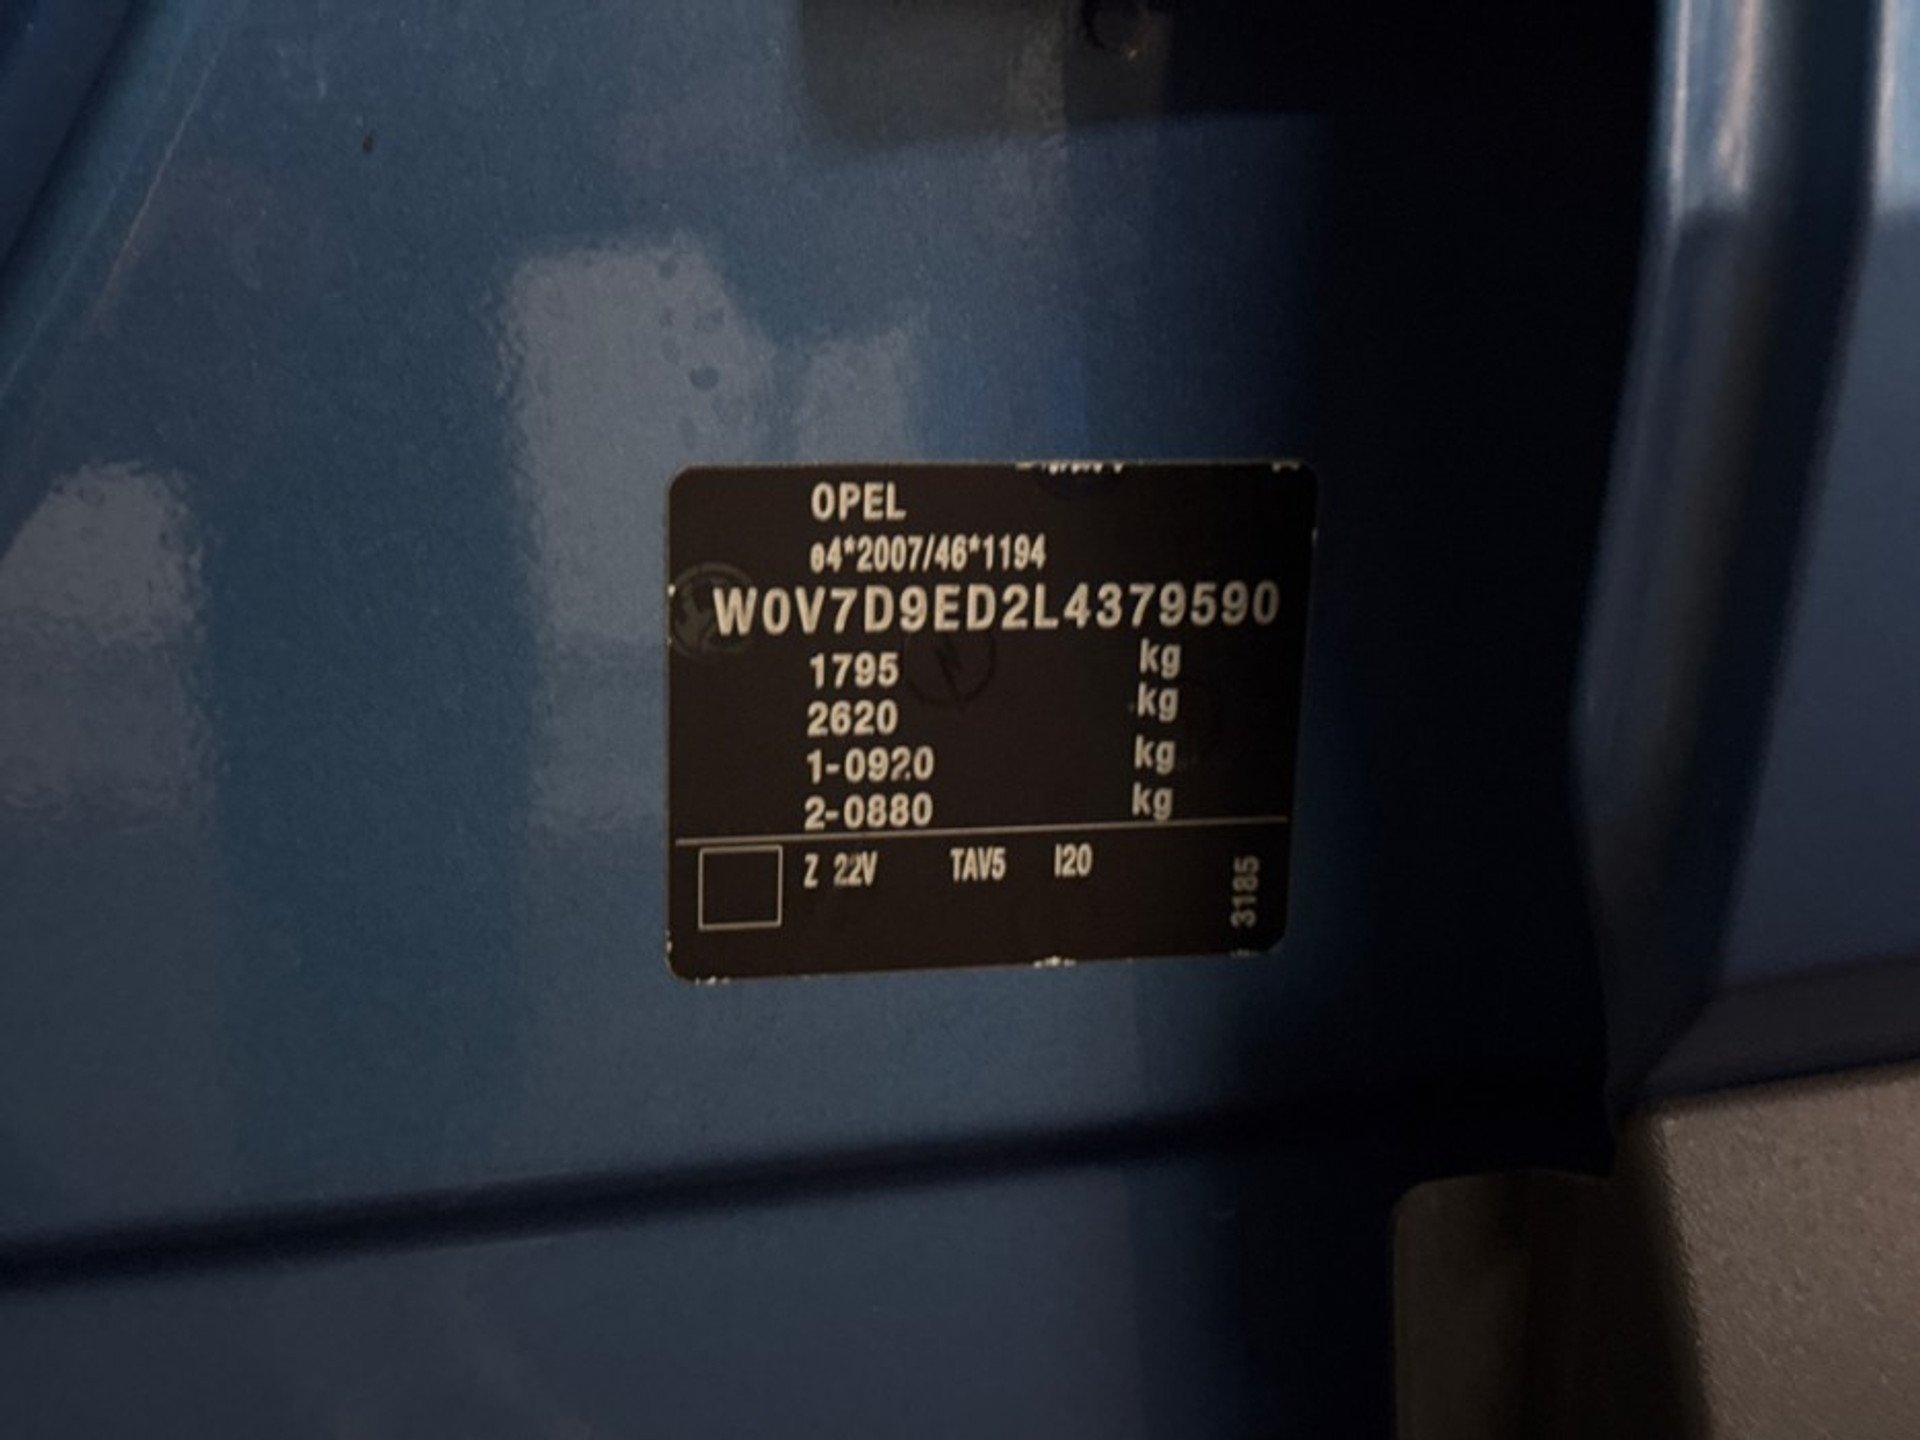 OPEL
e4*2007/46*1194
W0V7D9ED2L4379590
1795 kg
2620 kg
1-0920 kg
2-0880 kg
Z 22V TAV5 I20
3185